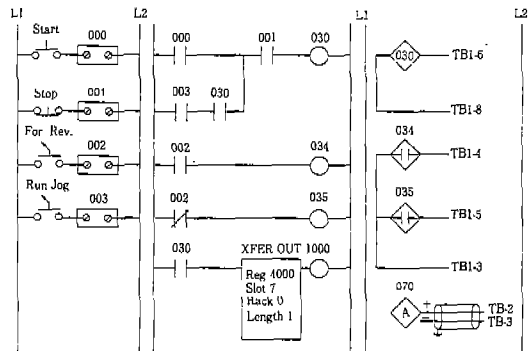 L1 L2 L1 L2
Start 000 000 001 030 030 TB1-6
Stop 001 003 030 TB1-8
For Rev. 002 002 034 034 TB1-4
Run Jog 003 002 035 035 TB1-5
030 XFER OUT 1000 TB1-3
Reg 4000
Slot 7
Rack 0
Length 1
070
A + TB-2
− TB-3